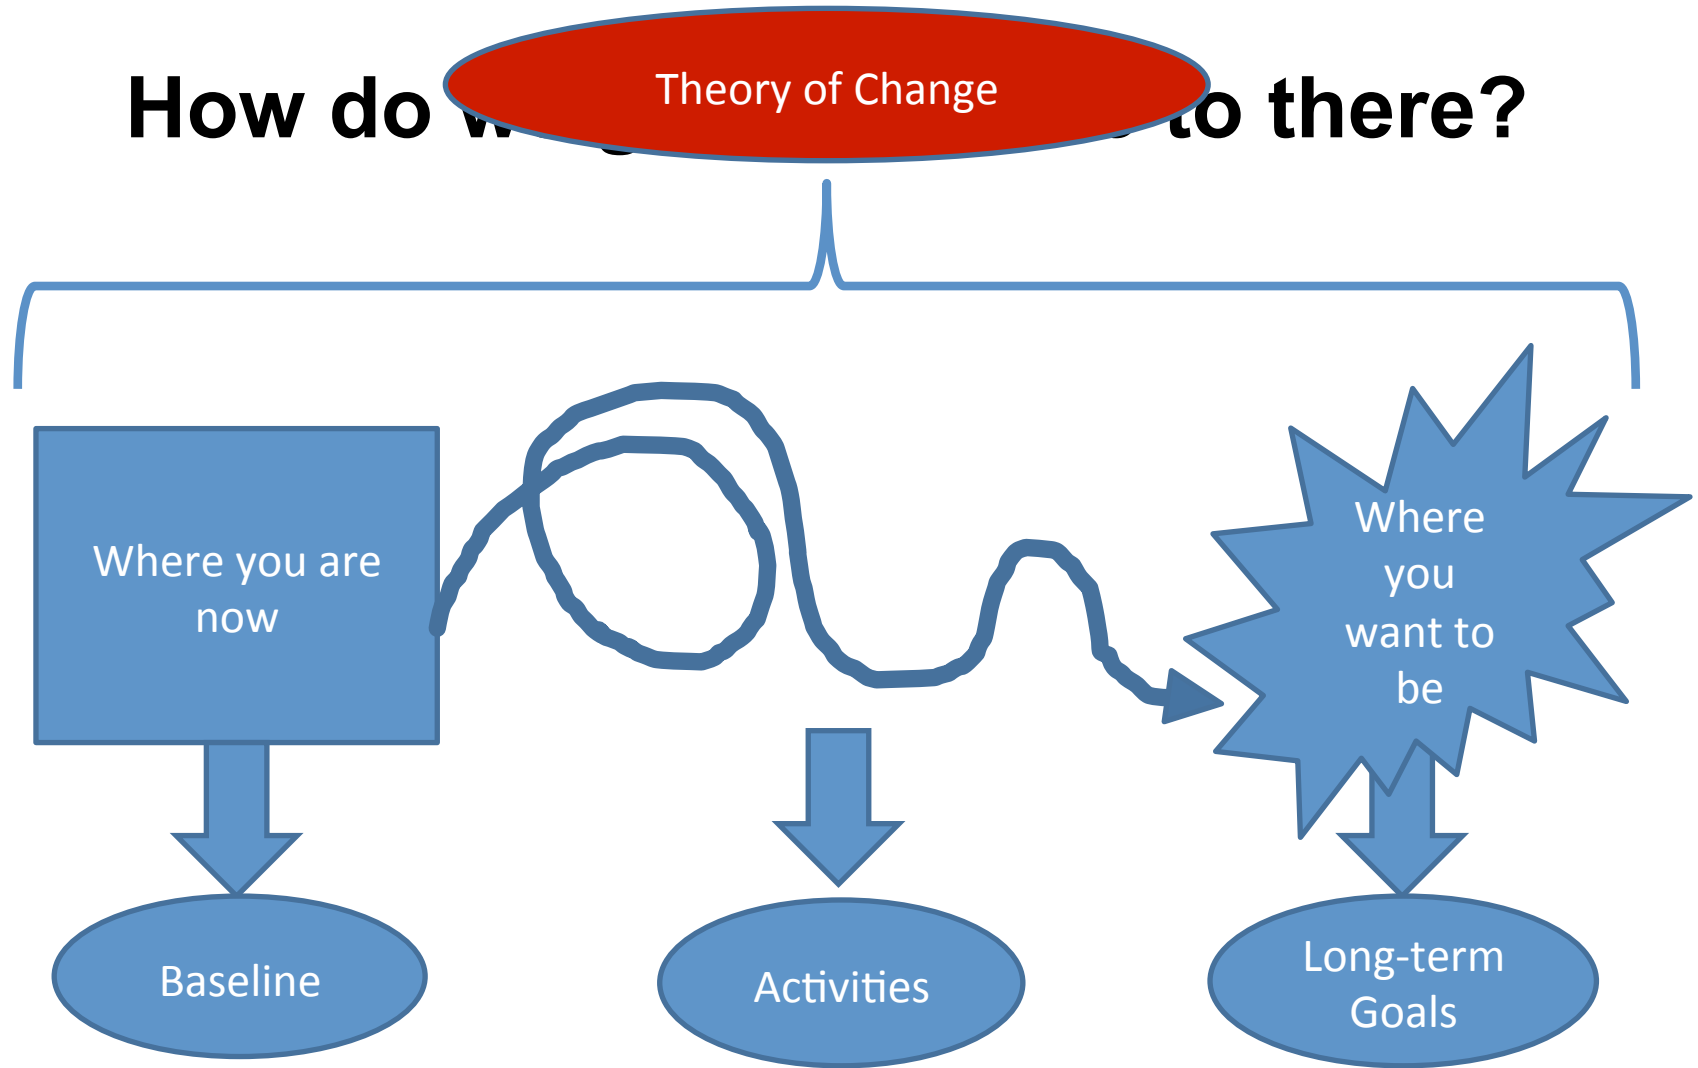 Theory of Change
How do to there?
Where you are
now
Where
you
want to
be
Baseline
Activities
Long-term
Goals